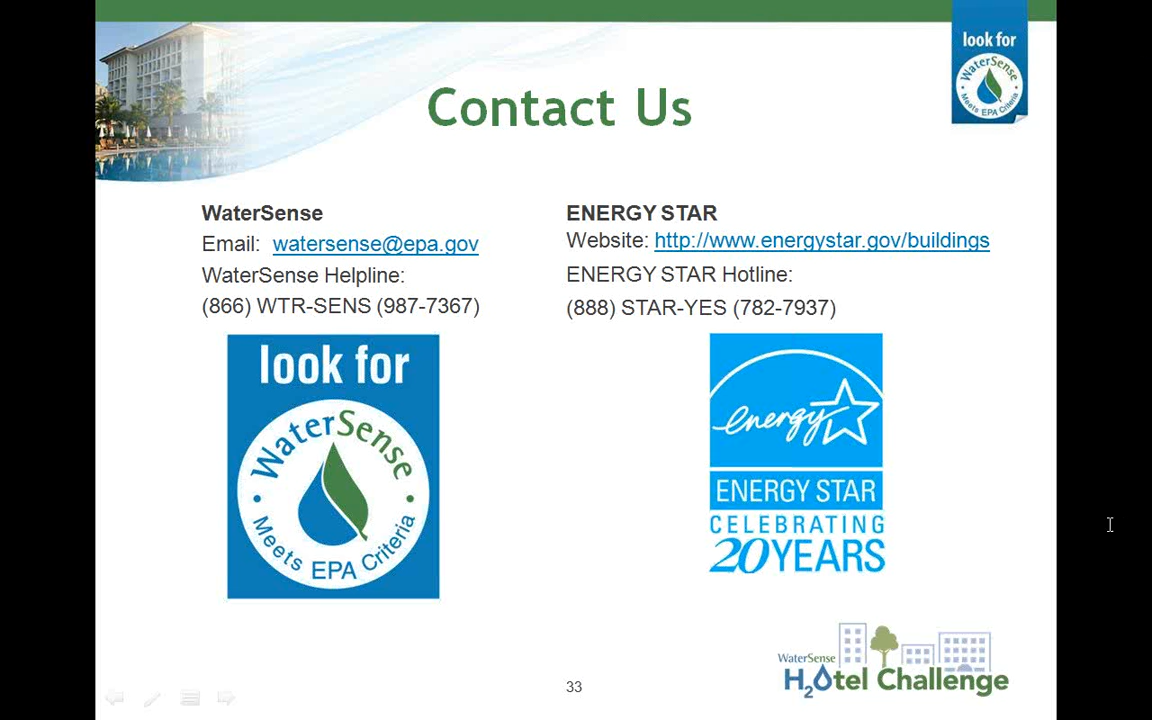 look for
WaterSense
Meets EPA Criteria
Contact Us
WaterSense
Email: watersense@epa.gov
WaterSense Helpline:
(866) WTR-SENS (987-7367)
ENERGY STAR
Website: http://www.energystar.gov/buildings
ENERGY STAR Hotline:
(888) STAR-YES (782-7937)
look for
WaterSense
Meets EPA Criteria
energy
ENERGY STAR
CELEBRATING
20 YEARS
WaterSense
H2Otel Challenge
33